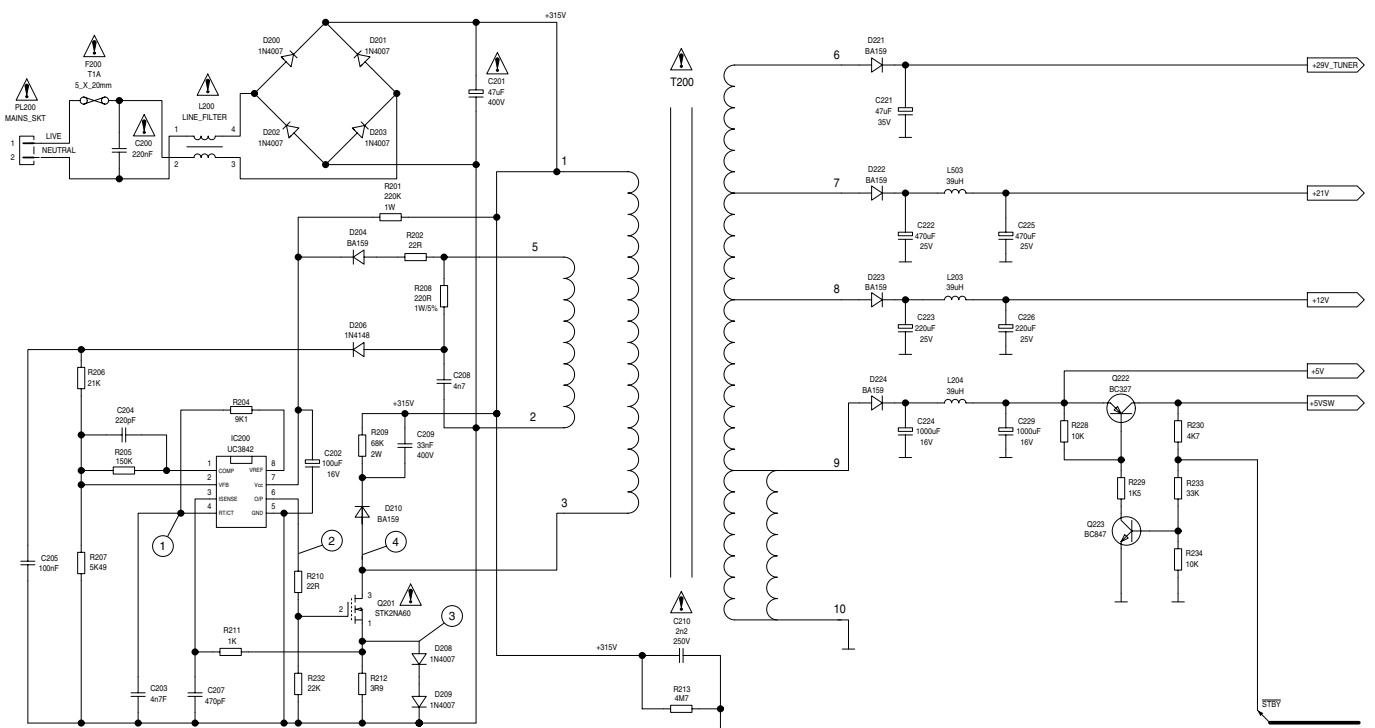 +315V
D200
1N4007
D201
1N4007
F200
T1A
5_X_20mm
PL200
MAINS_SKT
L200
LINE_FILTER
1
4
LIVE
1
NEUTRAL
2
C200
220nF
2
3
D202
1N4007
D203
1N4007
C201
47uF
400V
T200
R201
220K
1W
1
D204
BA159
R202
22R
5
R208
220R
1W/5%
D206
1N4148
C208
4n7
2
R206
21K
C204
220pF
R205
150K
R204
9K1
IC200
UC3842
1
COMP
VREF
8
2
VFB
Vcc
7
3
ISENSE
O/P
6
4
RT/CT
GND
5
C202
100uF
16V
+315V
R209
68K
2W
C209
33nF
400V
D210
BA159
3
1
2
4
C205
100nF
R207
5K49
R210
22R
3
2
1
Q201
STK2NA60
3
R211
1K
C203
4n7F
C207
470pF
R232
22K
R212
3R9
D208
1N4007
D209
1N4007
+315V
C210
2n2
250V
R213
4M7
6
D221
BA159
C221
47uF
35V
+29V_TUNER
7
D222
BA159
L503
39uH
C222
470uF
25V
C225
470uF
25V
+21V
8
D223
BA159
L203
39uH
C223
220uF
25V
C226
220uF
25V
+12V
D224
BA159
L204
39uH
C224
1000uF
16V
C229
1000uF
16V
9
10
Q222
BC327
+5V
+5VSW
R228
10K
R230
4K7
R229
1K5
R233
33K
Q223
BC847
R234
10K
STBY